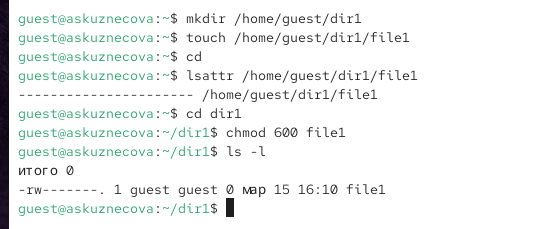 guest@askuznecova:~$ mkdir /home/guest/dir1
guest@askuznecova:~$ touch /home/guest/dir1/file1
guest@askuznecova:~$ cd
guest@askuznecova:~$ lsattr /home/guest/dir1/file1
---------------------- /home/guest/dir1/file1
guest@askuznecova:~$ cd dir1
guest@askuznecova:~/dir1$ chmod 600 file1
guest@askuznecova:~/dir1$ ls -l
итого 0
-rw-------. 1 guest guest 0 мар 15 16:10 file1
guest@askuznecova:~/dir1$